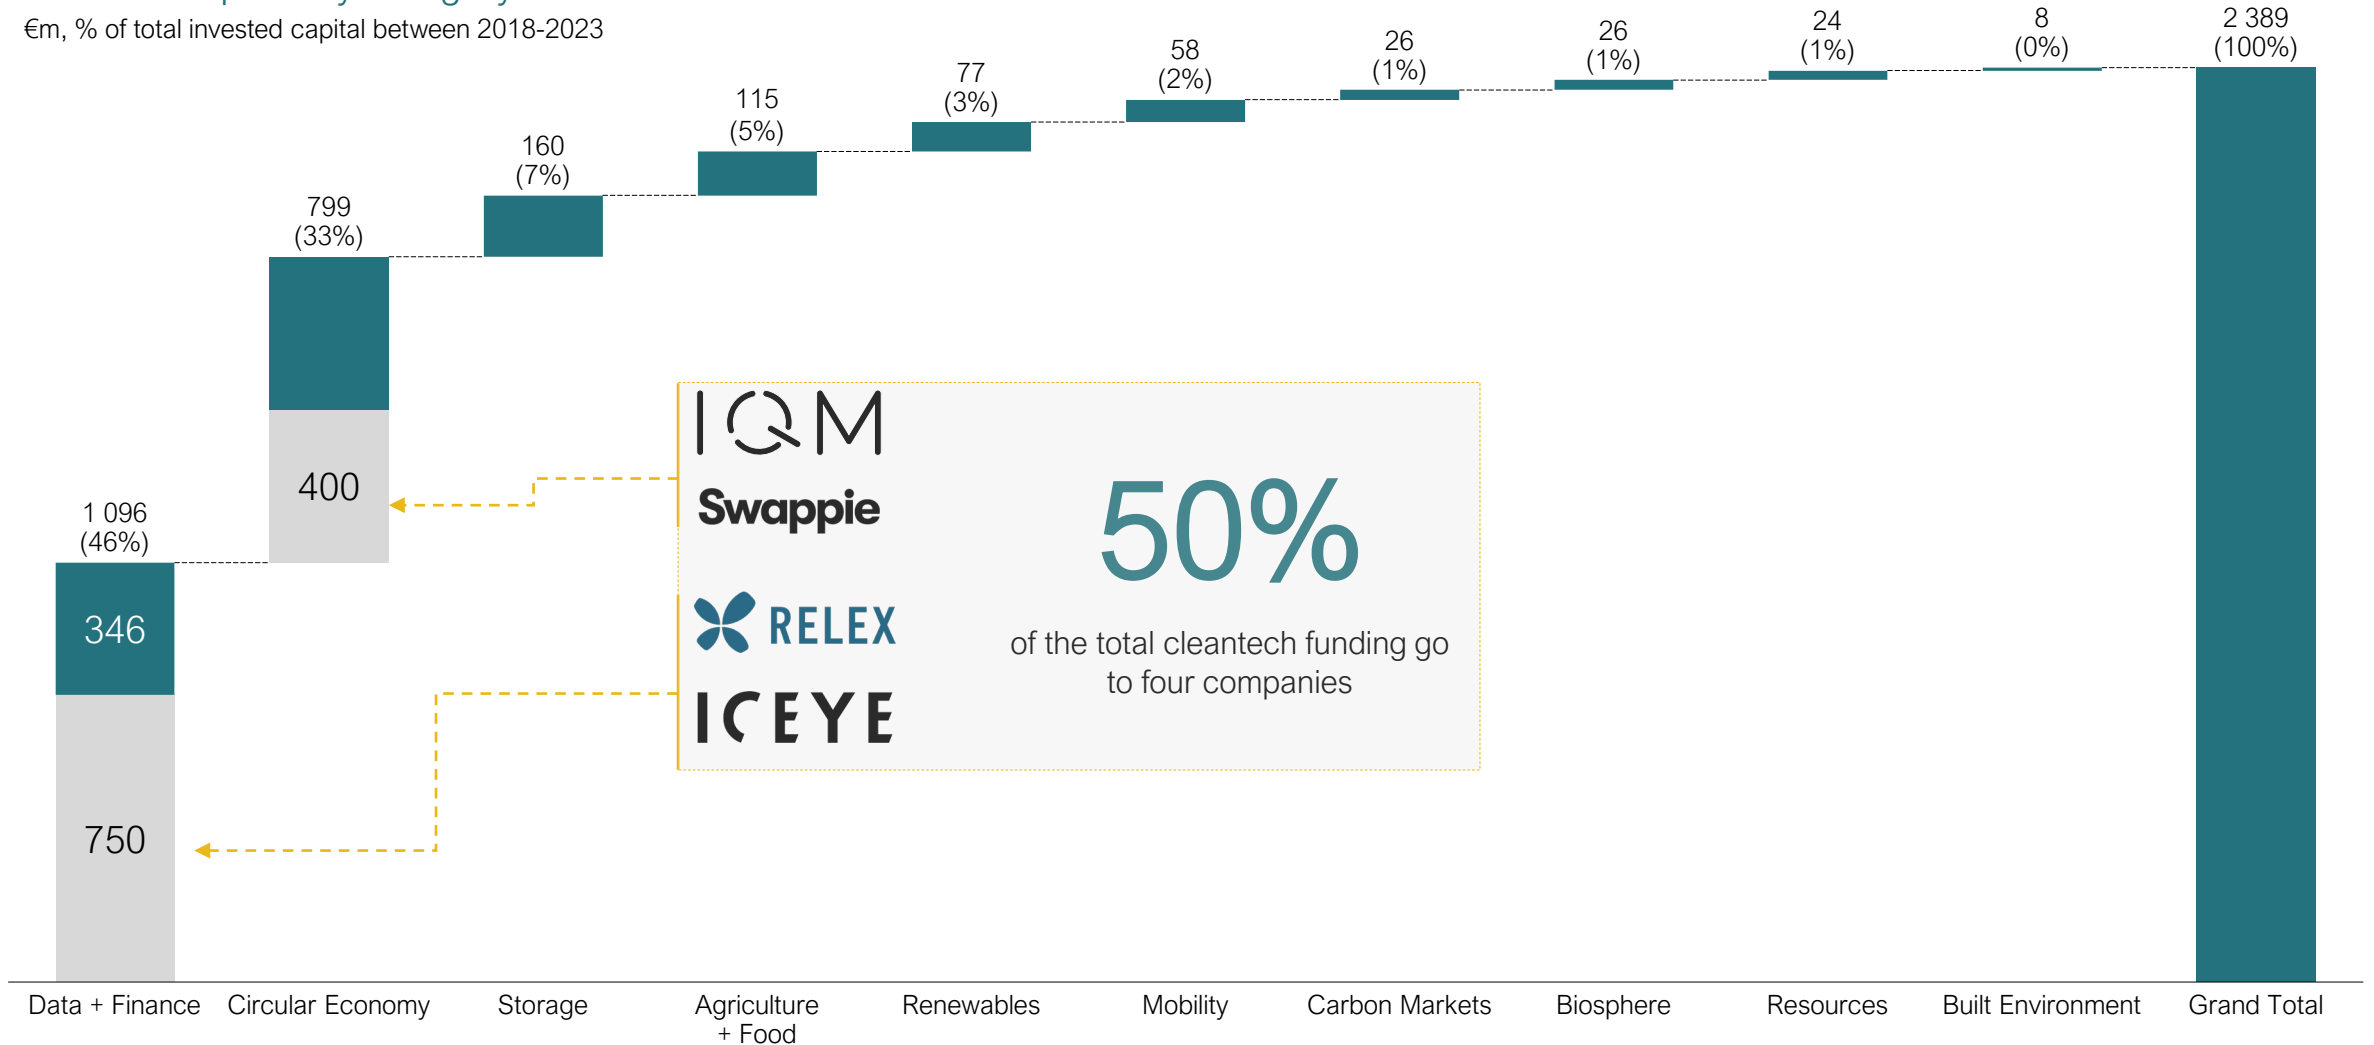 €m, % of total invested capital between 2018-2023
1 096
(46%)
799
(33%)
160
(7%)
115
(5%)
77
(3%)
58
(2%)
26
(1%)
26
(1%)
24
(1%)
8
(0%)
2 389
(100%)
346
750
400
IQM
Swappie
RELEX
ICEYE
50%
of the total cleantech funding go
to four companies
Data + Finance
Circular Economy
Storage
Agriculture
+ Food
Renewables
Mobility
Carbon Markets
Biosphere
Resources
Built Environment
Grand Total